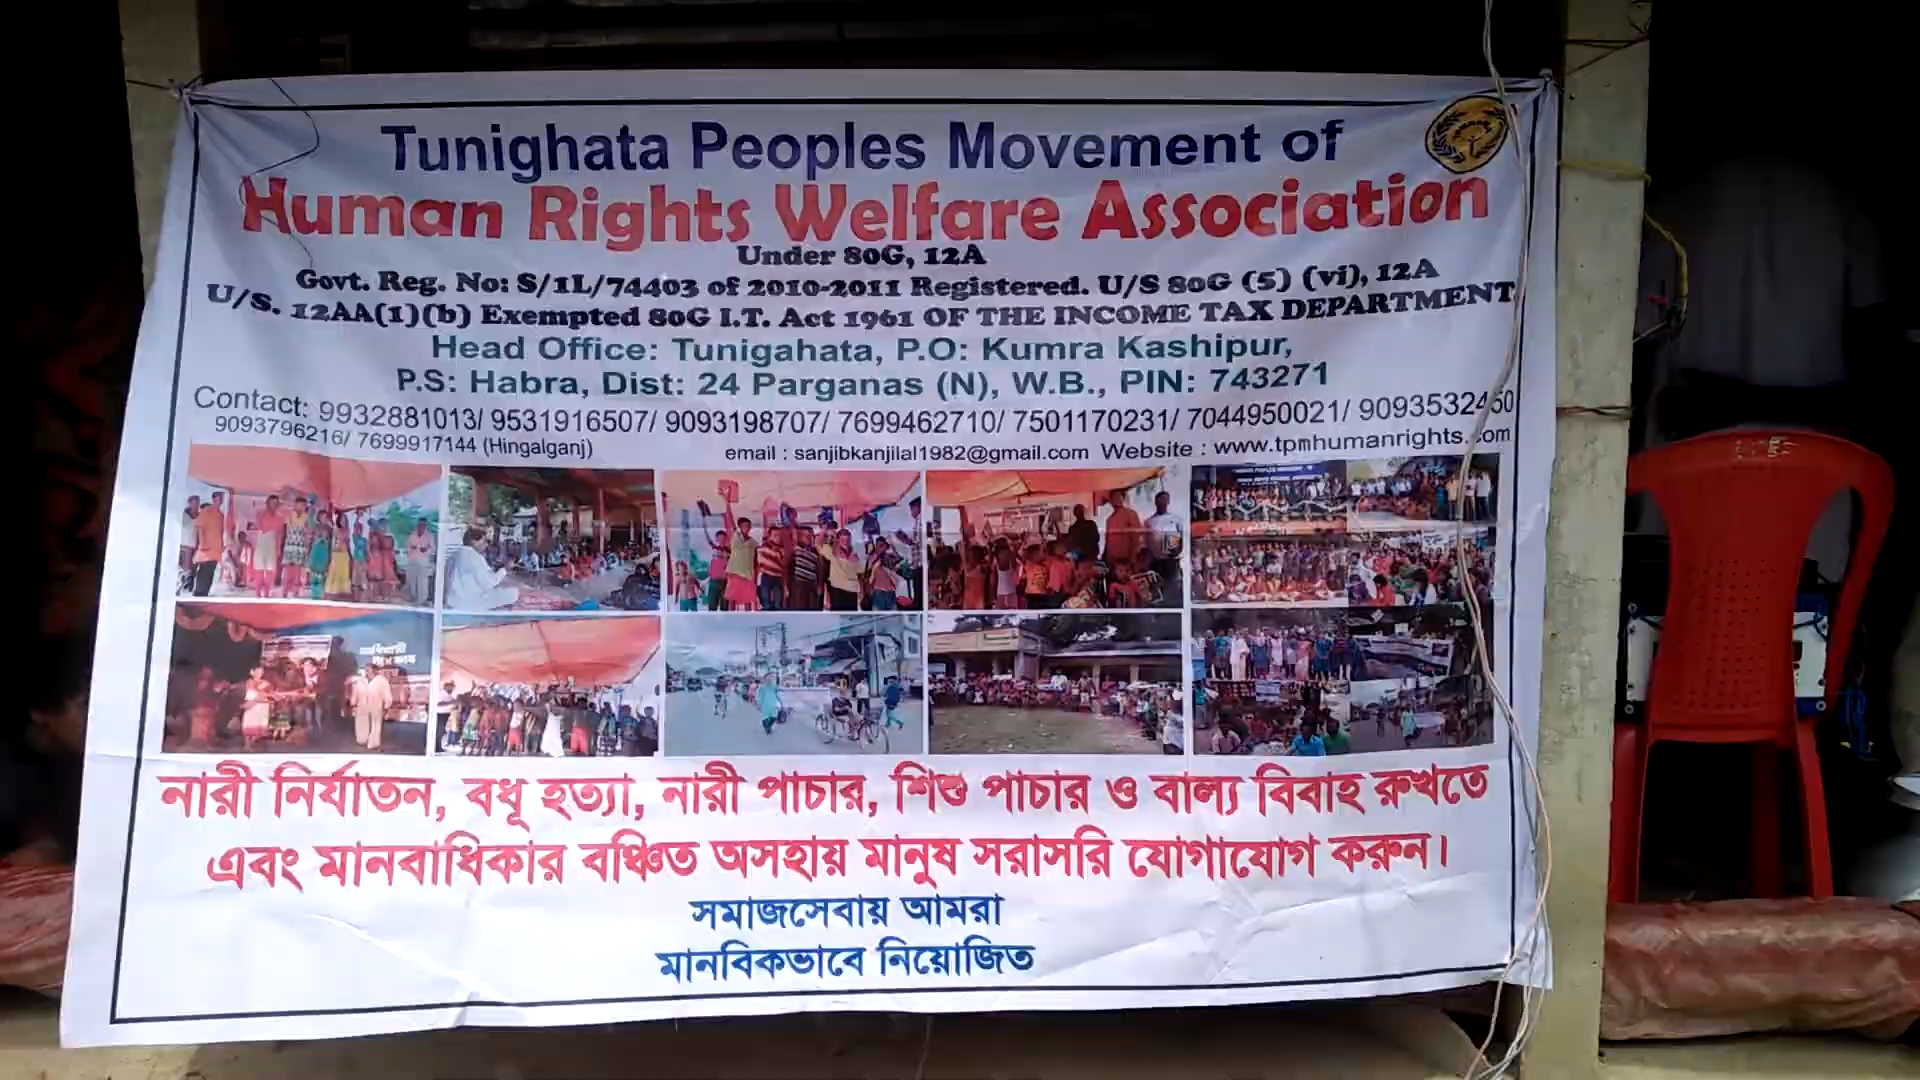 Tunighata Peoples Movement of
Human Rights Welfare Association
Under 80G, 12A
Govt. Reg. No: S/1L/74403 of 2010-2011 Registered. U/S 80G (5) (vi), 12A
U/S. 12AA(1)(b) Exempted 80G I.T. Act 1961 OF THE INCOME TAX DEPARTMENT
Head Office: Tunigahata, P.O: Kumra Kashipur,
P.S: Habra, Dist: 24 Parganas (N), W.B., PIN: 743271
Contact: 9932881013/ 9531916507/ 9093198707/ 7699462710/ 7501170231/ 7044950021/ 9093532450
9093796216/ 7699917144 (Hingalganj)
email : sanjibkanjilal1982@gmail.com Website : www.tpmhumanrights.com
নারী নির্যাতন, বধূ হত্যা, নারী পাচার, শিশু পাচার ও বাল্য বিবাহ রুখতে
এবং মানবাধিকার বঞ্চিত অসহায় মানুষ সরাসরি যোগাযোগ করুন।
সমাজসেবায় আমরা
মানবিকভাবে নিয়োজিত